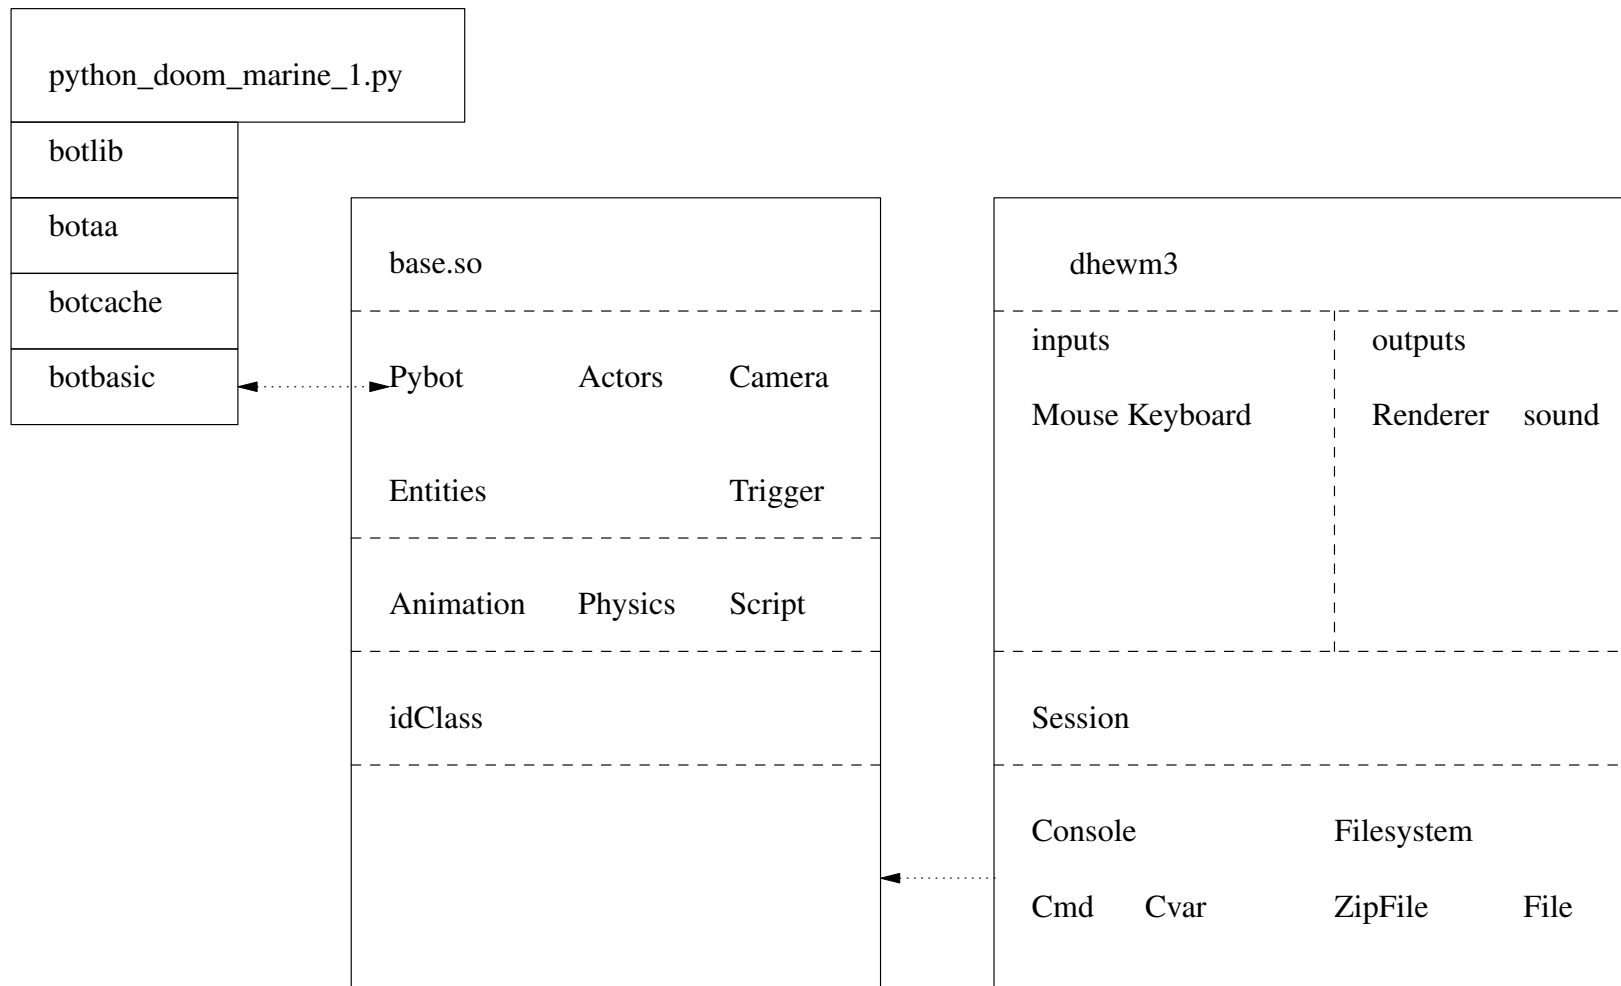 python_doom_marine_1.py
botlib
botaa
botcache
botbasic
base.so
Pybot Actors Camera
Entities Trigger
Animation Physics Script
idClass
dhewm3
inputs outputs
Mouse Keyboard Renderer sound
Session
Console Filesystem
Cmd Cvar ZipFile File